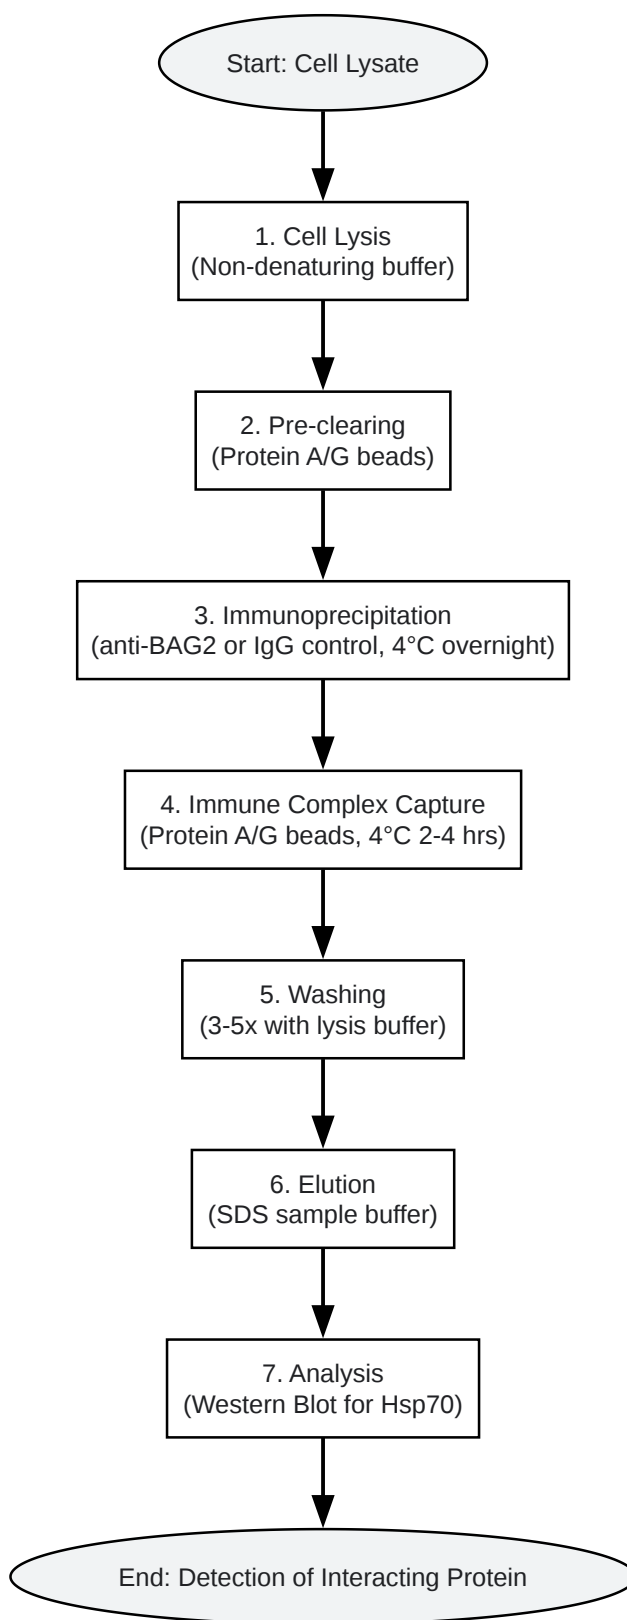 Start: Cell Lysate
1. Cell Lysis
(Non-denaturing buffer)
2. Pre-clearing
(Protein A/G beads)
3. Immunoprecipitation
(anti-BAG2 or IgG control, 4°C overnight)
4. Immune Complex Capture
(Protein A/G beads, 4°C 2-4 hrs)
5. Washing
(3-5x with lysis buffer)
6. Elution
(SDS sample buffer)
7. Analysis
(Western Blot for Hsp70)
End: Detection of Interacting Protein